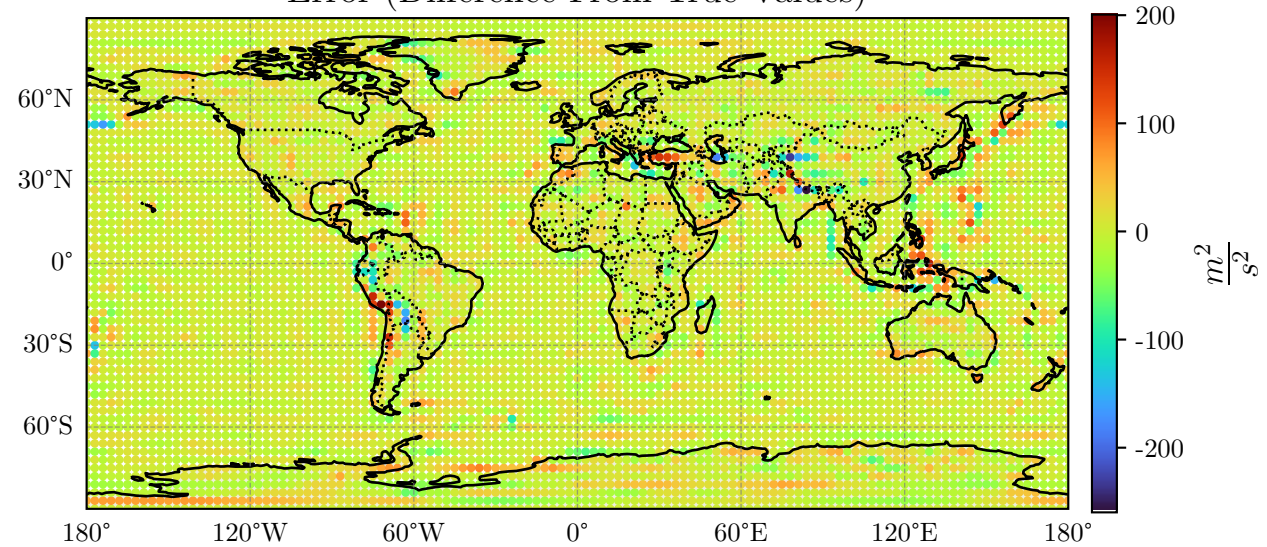 Error (Difference From True Values)
200
100
0
-100
-200
m²/s²
60°N
30°N
0°
30°S
60°S
180° 120°W 60°W 0° 60°E 120°E 180°